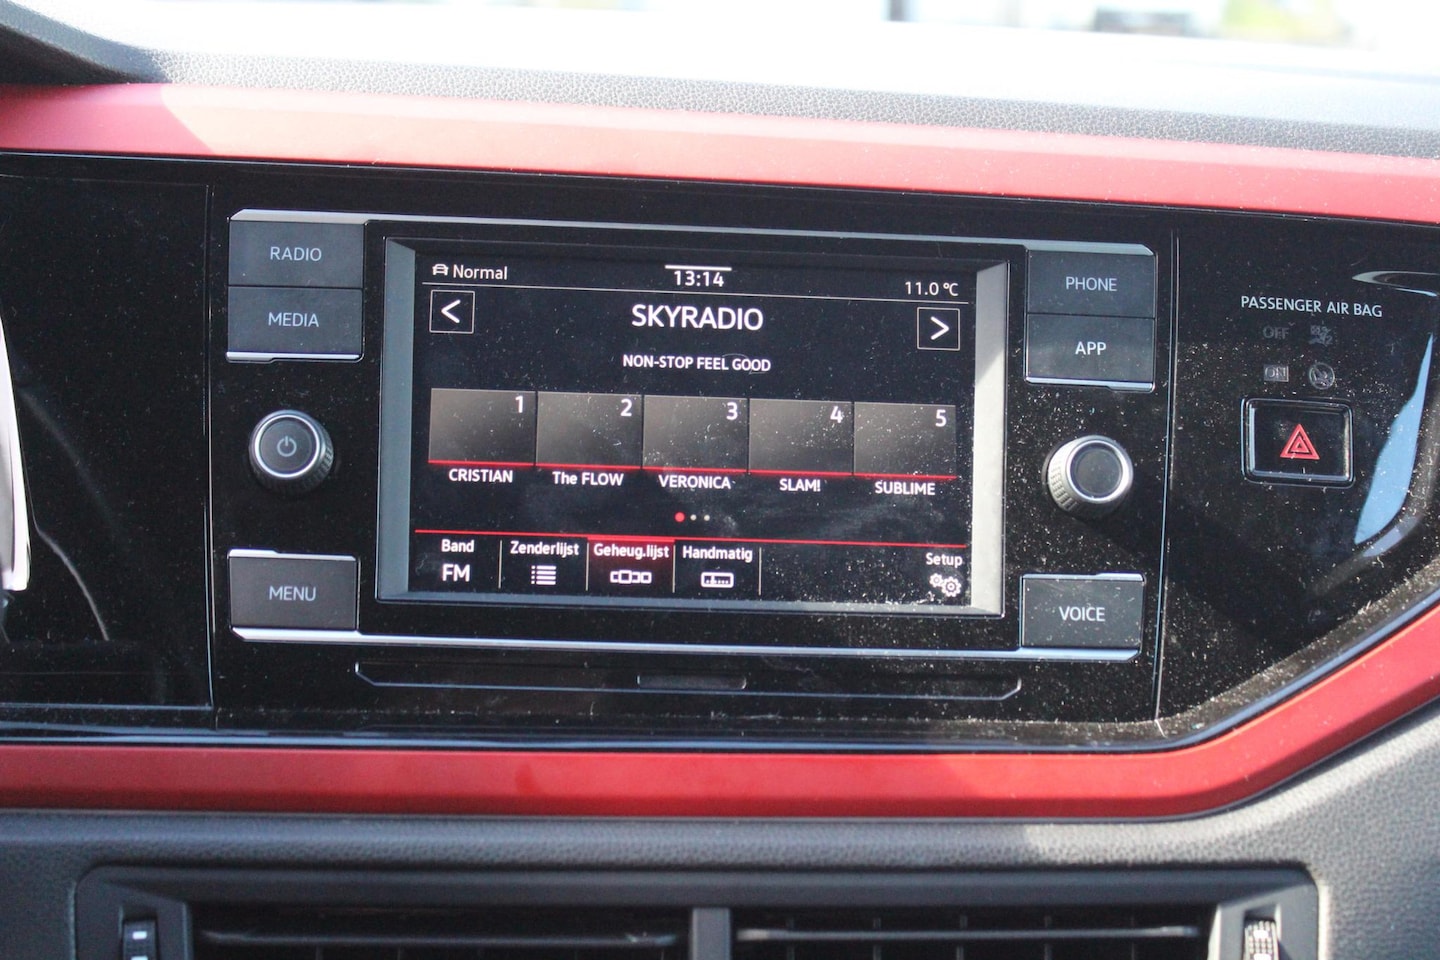 RADIO
MEDIA
MENU
Normal
13:14
11.0 °C
<
SKYRADIO
>
NON-STOP FEEL GOOD
1
2
3
4
5
CRISTIAN
The FLOW
VERONICA
SLAM!
SUBLIME
Band
FM
Zenderlijst
Geheug.lijst
Handmatig
Setup
PHONE
APP
VOICE
PASSENGER AIR BAG
OFF
ON